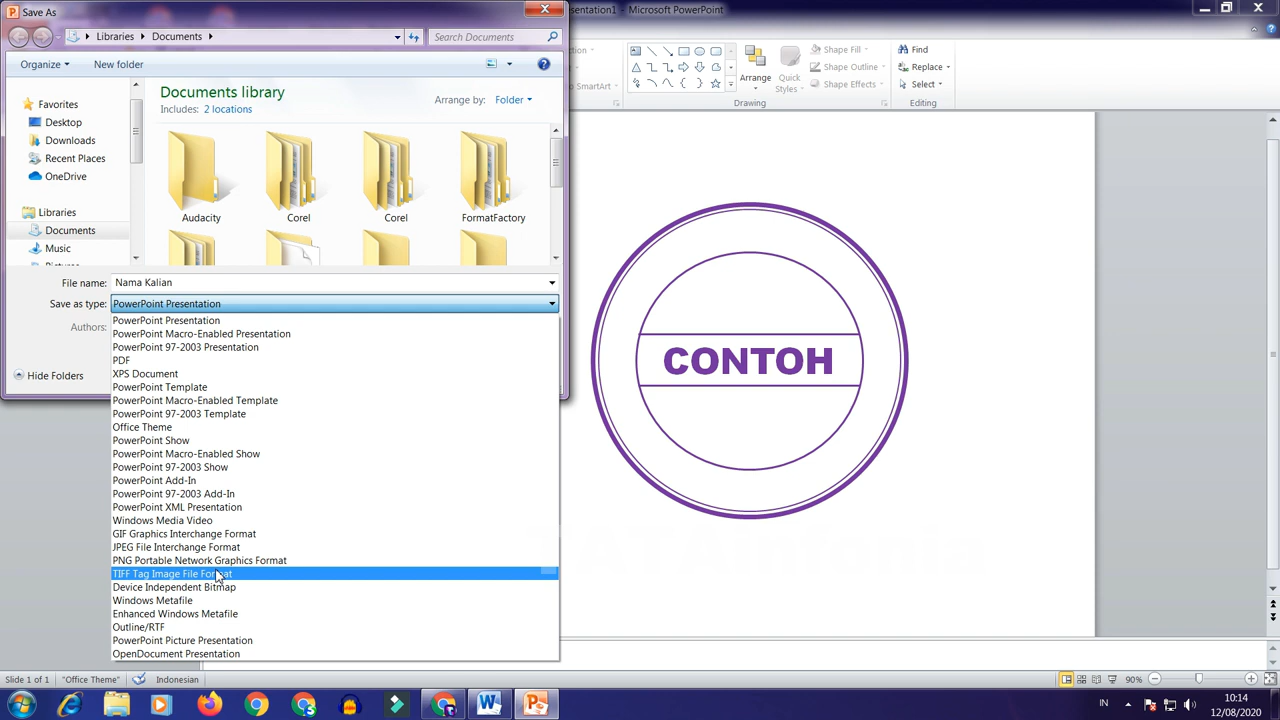 Save As
esentation1 - Microsoft PowerPoint
Libraries
Documents
Search Documents
Organize
New folder
Documents library
Includes: 2 locations
Arrange by: Folder
Favorites
Desktop
Downloads
Recent Places
OneDrive
Libraries
Documents
Music
Audacity
Corel
Corel
FormatFactory
File name: Nama Kalian
Save as type: PowerPoint Presentation
Authors:
Hide Folders
PowerPoint Presentation
PowerPoint Macro-Enabled Presentation
PowerPoint 97-2003 Presentation
PDF
XPS Document
PowerPoint Template
PowerPoint Macro-Enabled Template
PowerPoint 97-2003 Template
Office Theme
PowerPoint Show
PowerPoint Macro-Enabled Show
PowerPoint 97-2003 Show
PowerPoint Add-In
PowerPoint 97-2003 Add-In
PowerPoint XML Presentation
Windows Media Video
GIF Graphics Interchange Format
JPEG File Interchange Format
PNG Portable Network Graphics Format
TIFF Tag Image File Format
Device Independent Bitmap
Windows Metafile
Enhanced Windows Metafile
Outline/RTF
PowerPoint Picture Presentation
OpenDocument Presentation
SmartArt
Arrange
Quick
Styles
Shape Fill
Shape Outline
Shape Effects
Drawing
Find
Replace
Select
Editing
CONTOH
Slide 1 of 1
"Office Theme"
Indonesian
90%
IN
10:14
12/08/2020